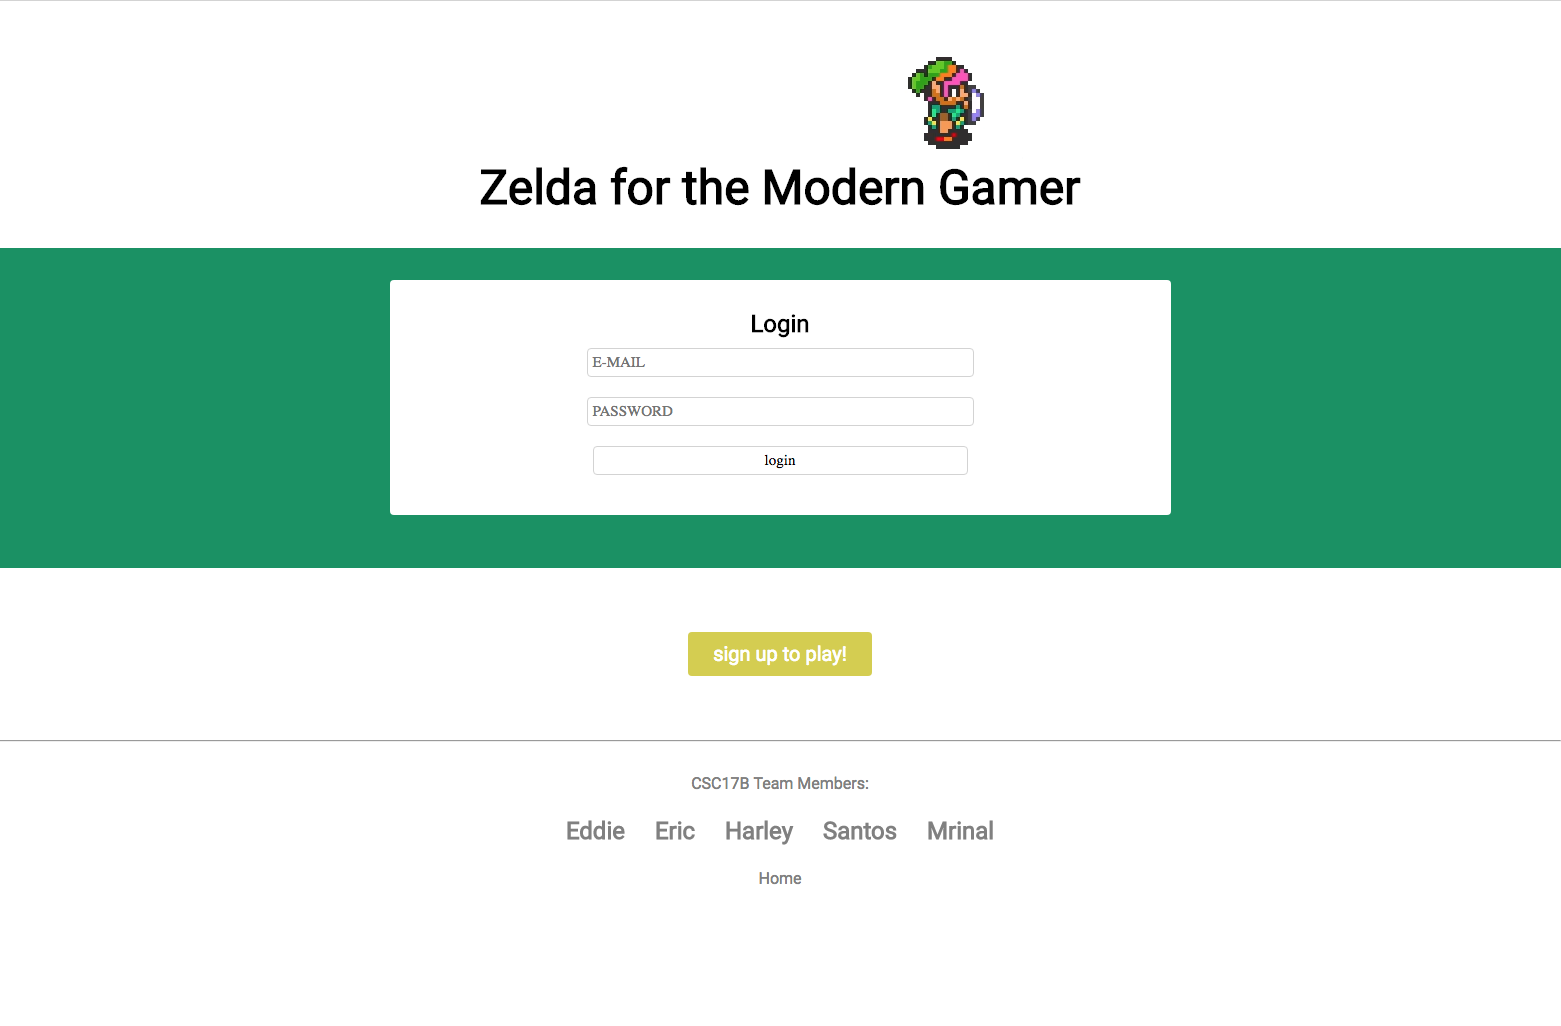 Zelda for the Modern Gamer
Login
E-MAIL
PASSWORD
login
sign up to play!
CSC17B Team Members:
Eddie Eric Harley Santos Mrinal
Home